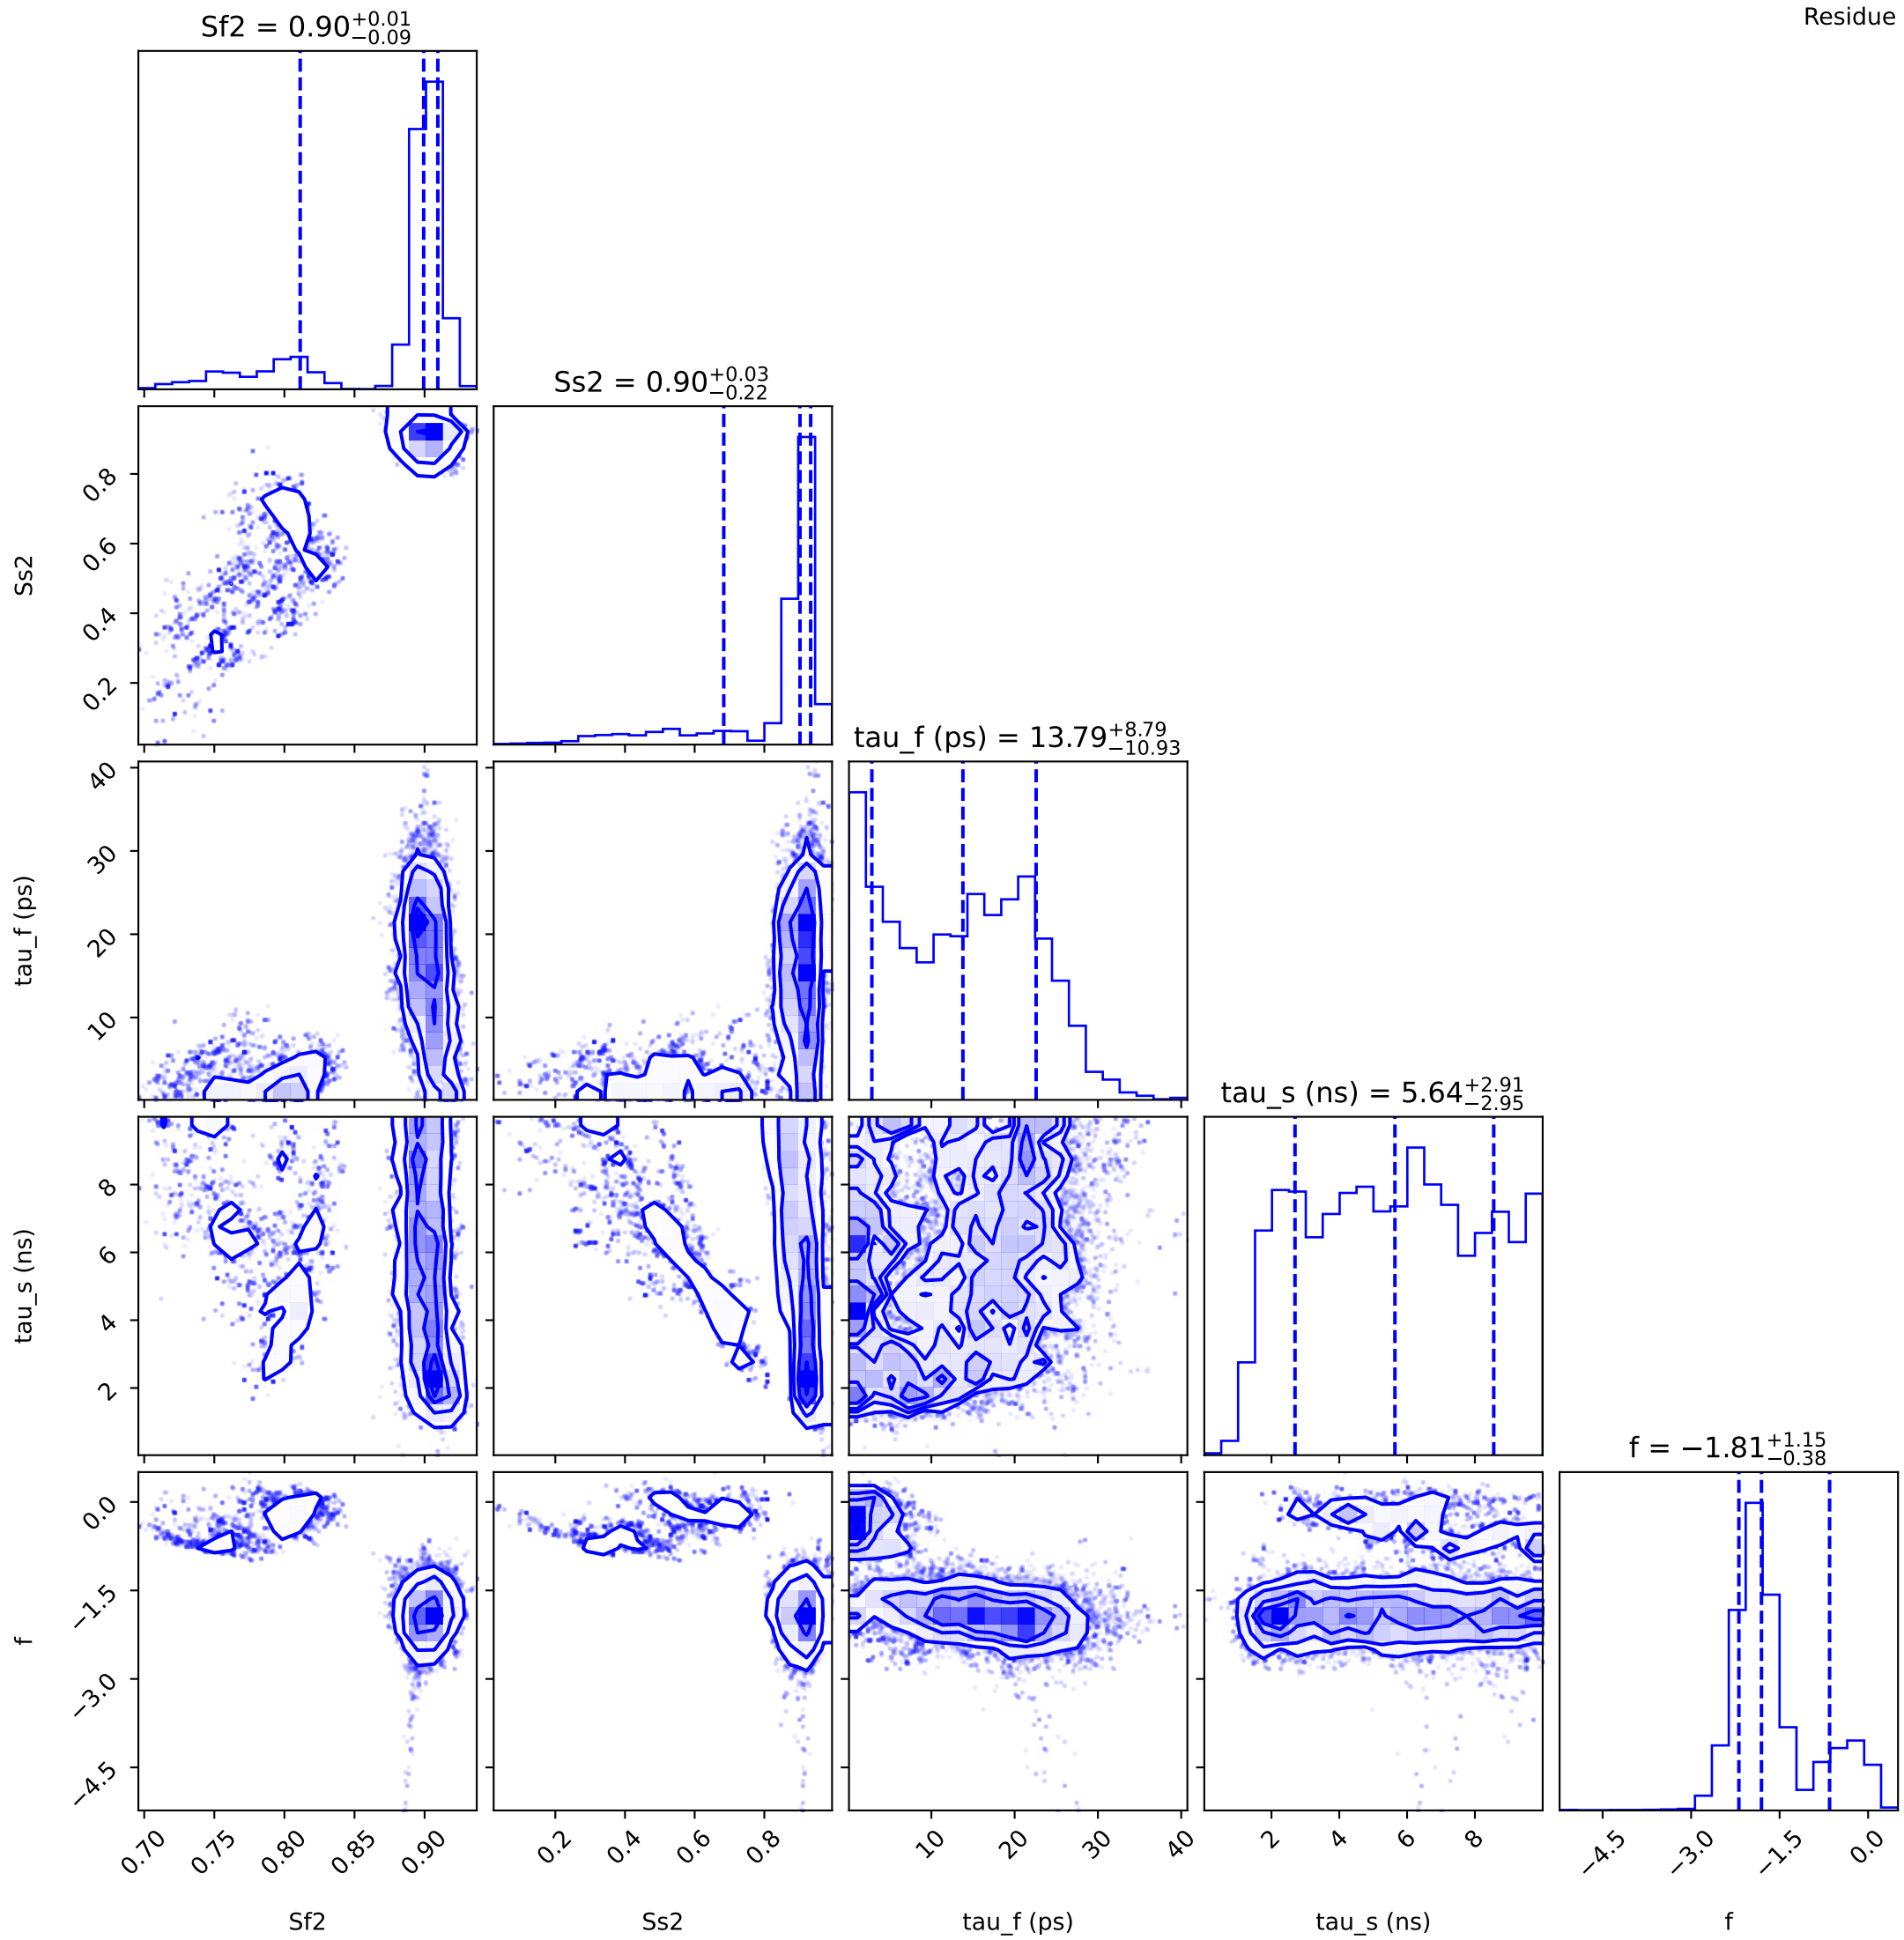 Residue
Sf2 = 0.90 +0.01 −0.09
Ss2 = 0.90 +0.03 −0.22
0.8
0.6
0.4
0.2
Ss2
tau_f (ps) = 13.79 +8.79 −10.93
40
30
20
10
tau_f (ps)
tau_s (ns) = 5.64 +2.91 −2.95
8
6
4
2
tau_s (ns)
f = −1.81 +1.15 −0.38
0.0
−1.5
−3.0
−4.5
f
0.70 0.75 0.80 0.85 0.90 0.2 0.4 0.6 0.8 10 20 30 40 2 4 6 8 −4.5 −3.0 −1.5 0.0
Sf2 Ss2 tau_f (ps) tau_s (ns) f